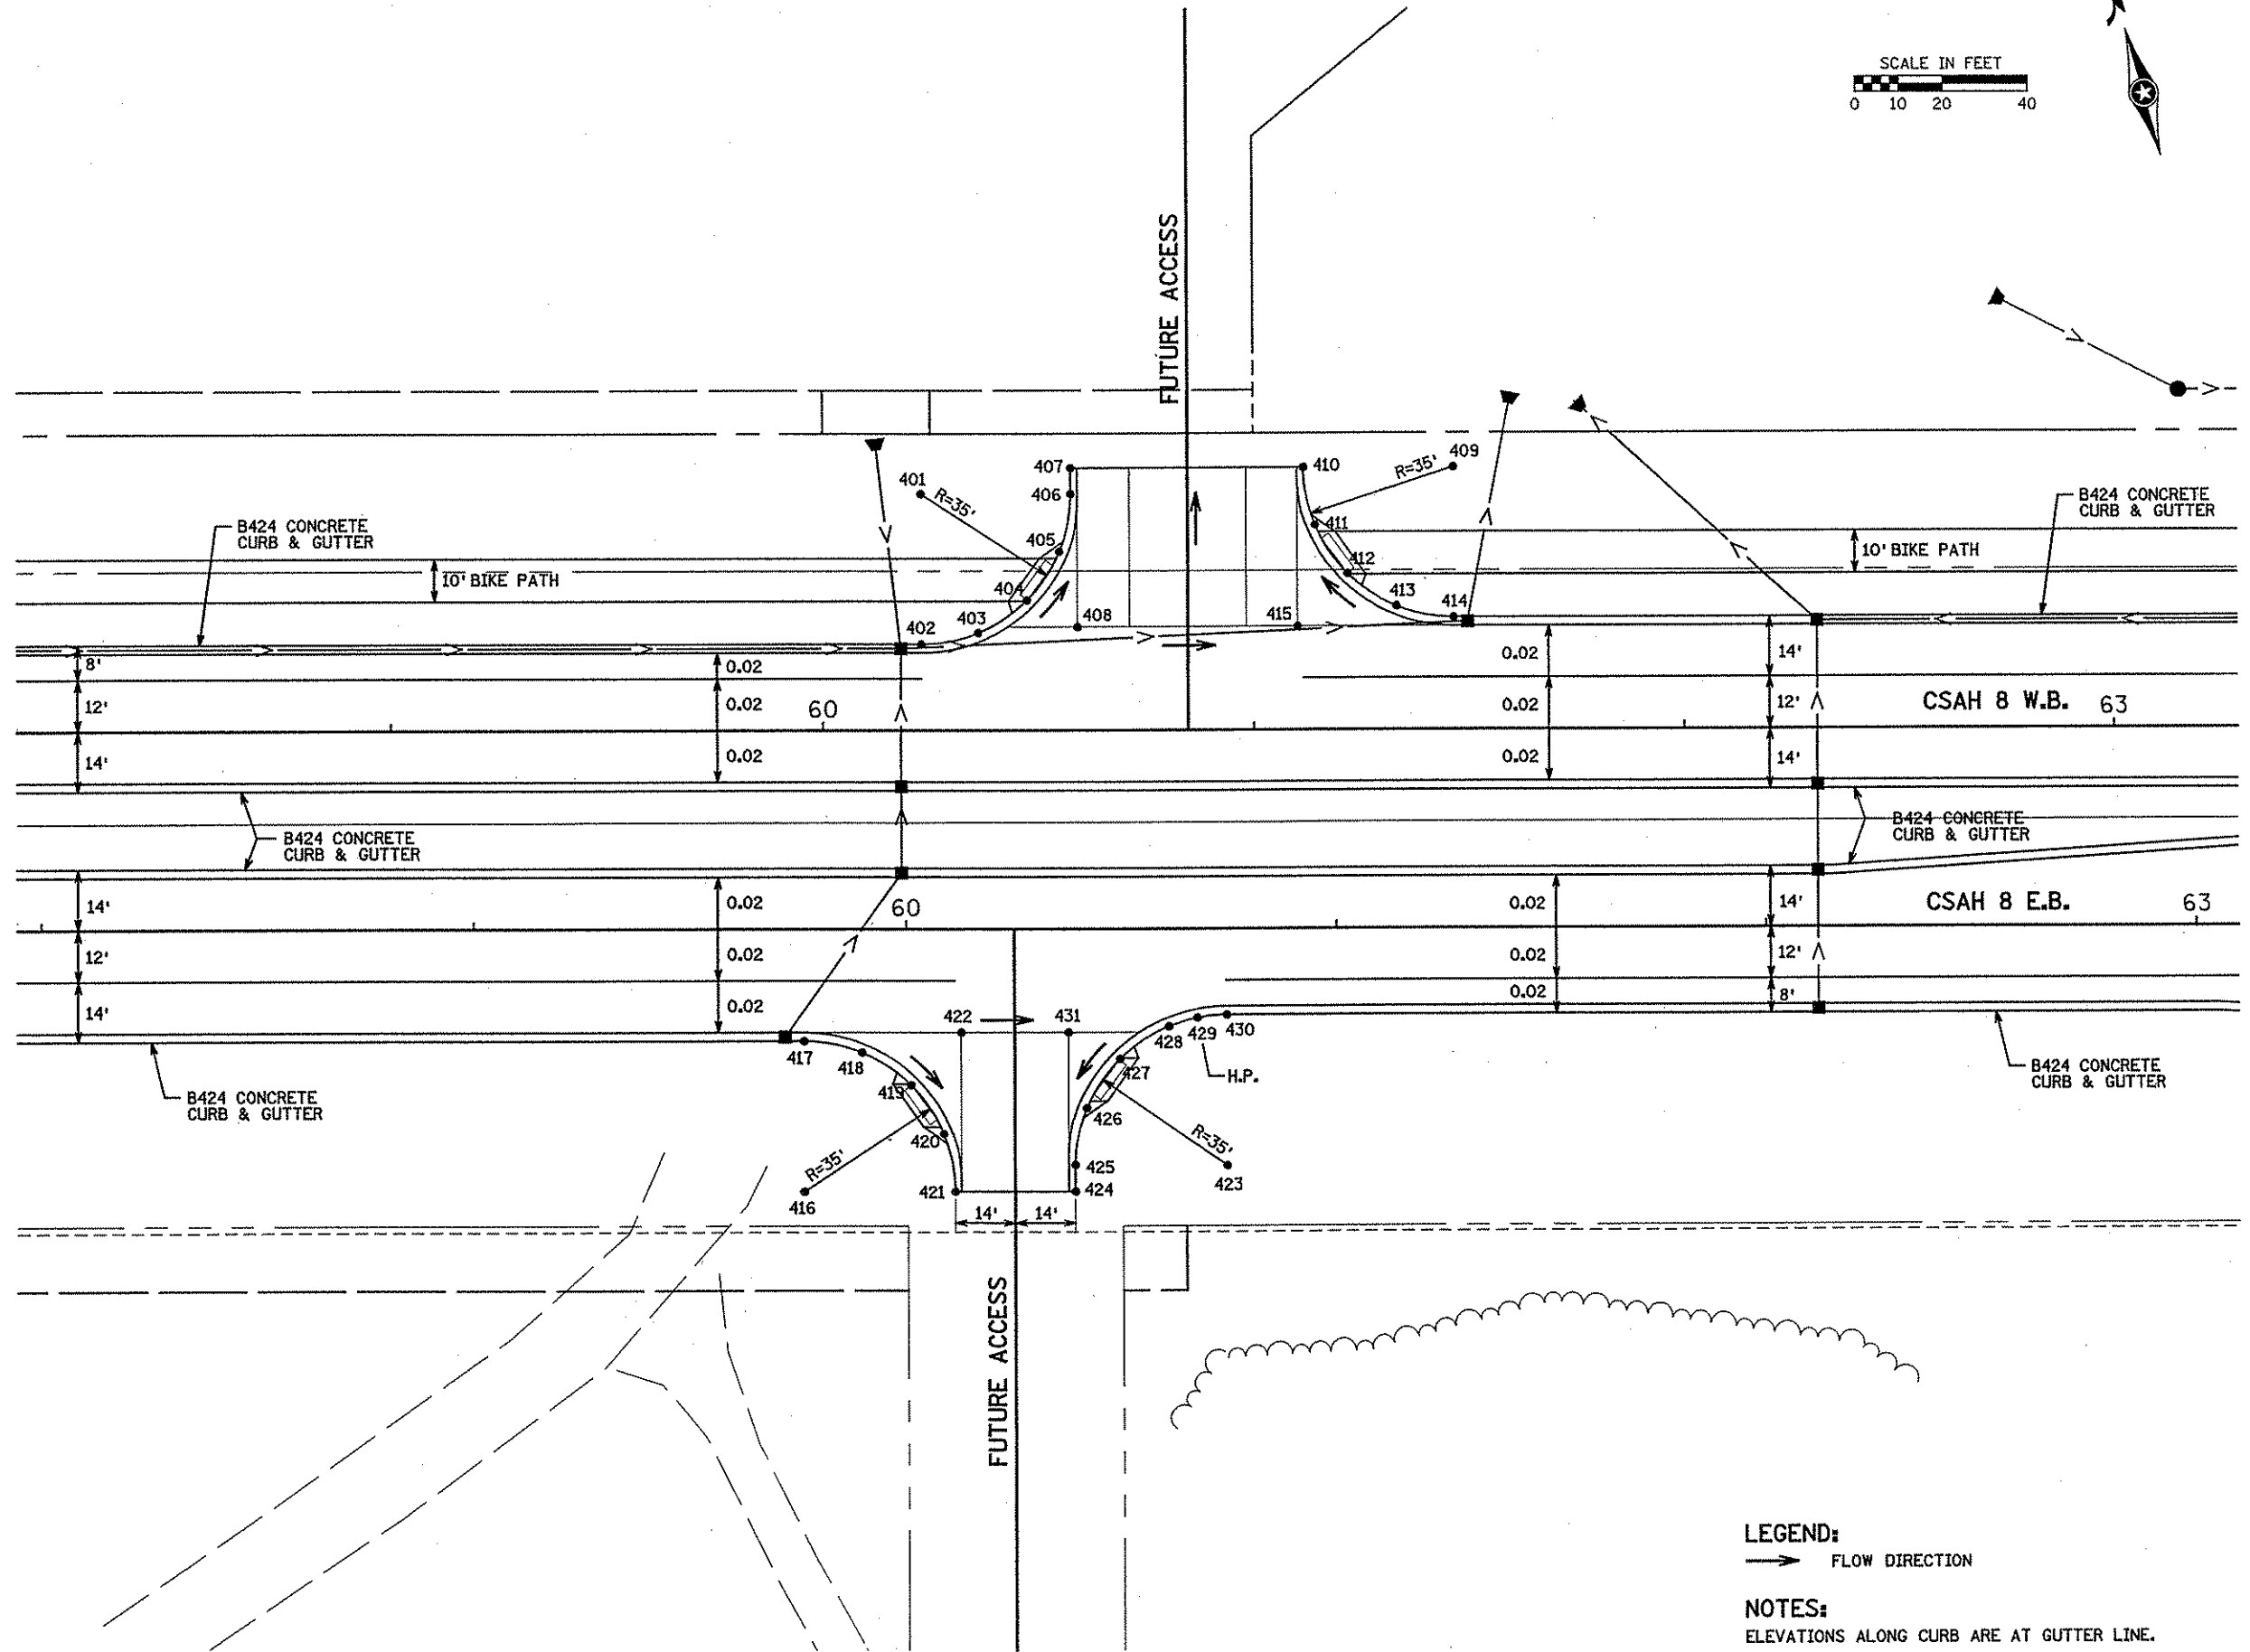 SCALE IN FEET
0 10 20 40
FUTURE ACCESS
401
R=35'
407
406
405
404
403
402
408
410
409
R=35'
411
412
413
414
415
B424 CONCRETE
CURB & GUTTER
B424 CONCRETE
CURB & GUTTER
10' BIKE PATH
10' BIKE PATH
8'
12'
14'
0.02
0.02
0.02
60
0.02
0.02
0.02
14'
12'
14'
CSAH 8 W.B.
63
B424 CONCRETE
CURB & GUTTER
B424 CONCRETE
CURB & GUTTER
14'
12'
14'
0.02
0.02
0.02
60
0.02
0.02
0.02
14'
12'
8'
CSAH 8 E.B.
63
422
431
417
418
419
420
421
R=35'
416
428
429
430
427
426
425
424
H.P.
R=35'
423
14'
14'
B424 CONCRETE
CURB & GUTTER
B424 CONCRETE
CURB & GUTTER
FUTURE ACCESS
LEGEND:
FLOW DIRECTION
NOTES:
ELEVATIONS ALONG CURB ARE AT GUTTER LINE.